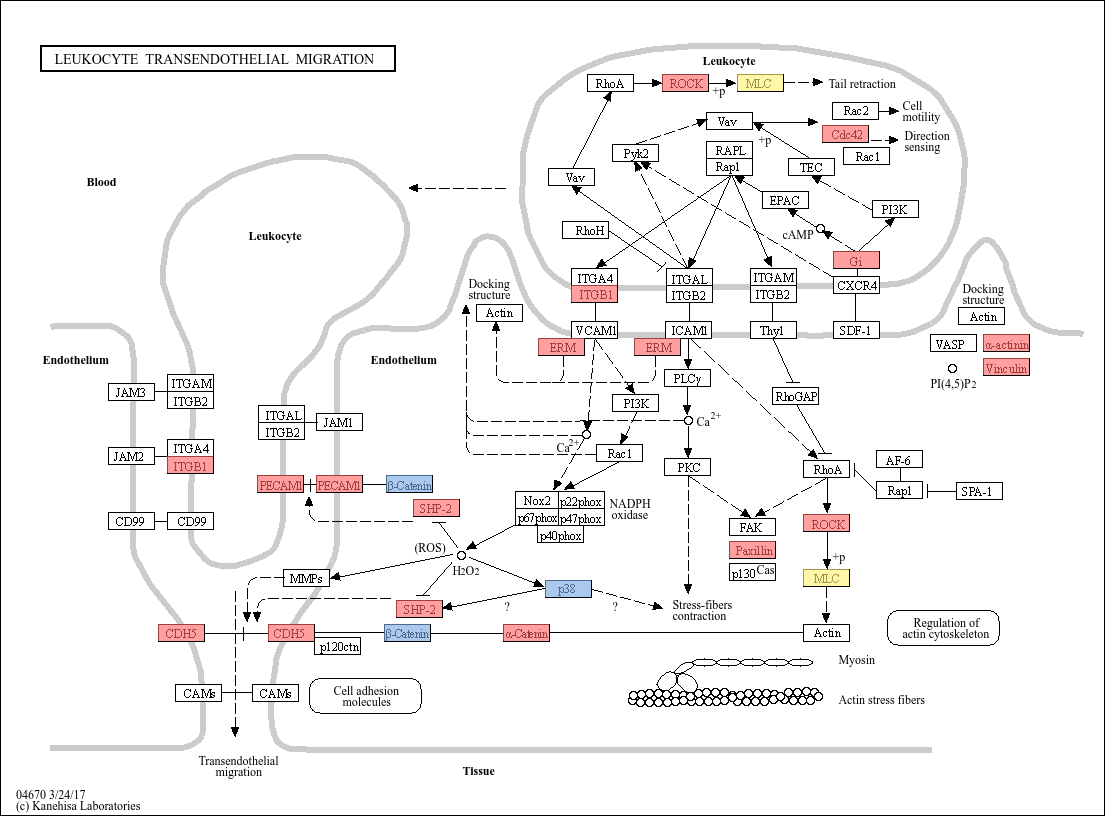 LEUKOCYTE TRANSENDOTHELIAL MIGRATION
Leukocyte
RhoA
ROCK
+p
MLC
Tail retraction
Rac2
Cell
motility
Vav
Cdc42
Direction
sensing
+p
Rac1
Pyk2
RAPL
Rap1
TEC
Vav
EPAC
PI3K
cAMP
RhoH
Gi
Blood
Leukocyte
ITGA4
ITGB1
ITGAL
ITGB2
ITGAM
ITGB2
CXCR4
Docking
structure
Actin
VCAM1
ICAM1
Thy1
SDF-1
Docking
structure
Actin
ERM
ERM
VASP
α-actinin
Vinculin
PI(4,5)P2
Endothelium
Endothelium
PLCγ
PI3K
RhoGAP
JAM3
ITGAM
ITGB2
ITGAL
ITGB2
JAM1
Ca2+
Ca2+
JAM2
ITGA4
ITGB1
Rac1
PKC
RhoA
AF-6
Rap1
SPA-1
PECAM1
PECAM1
β-Catenin
SHP-2
Nox2
p22phox
p67phox
p47phox
p40phox
NADPH
oxidase
CD99
CD99
FAK
Paxillin
p130Cas
ROCK
+p
MLC
(ROS)
H2O2
MMPs
p38
?
?
SHP-2
Stress-fibers
contraction
CDH5
CDH5
p120ctn
β-Catenin
α-Catenin
Actin
Regulation of
actin cytoskeleton
Myosin
Actin stress fibers
CAMs
CAMs
Cell adhesion
molecules
Transendothelial
migration
Tissue
04670 3/24/17
(c) Kanehisa Laboratories